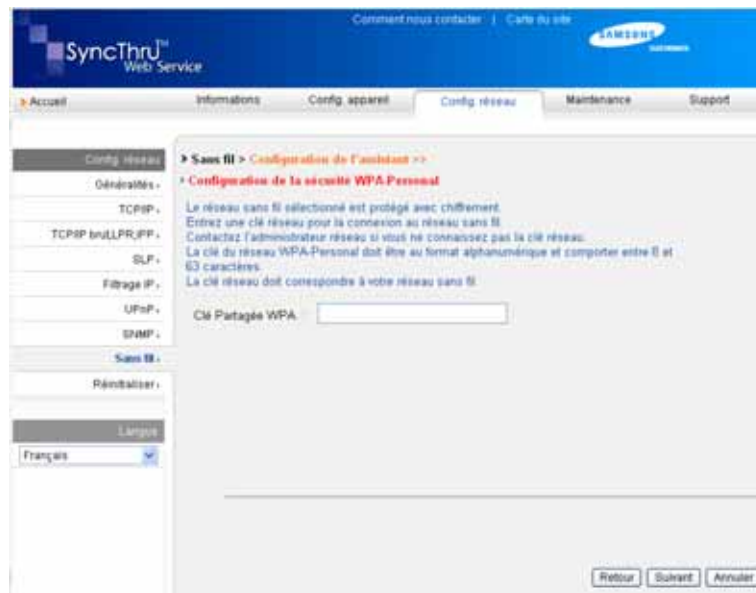 Comment nous contacter | Carte du site
SAMSUNG
ELECTRONICS
SyncThru™
Web Service
Accueil
Informations
Config. appareil
Config. réseau
Maintenance
Support
Config. réseau
Généralités
TCP/IP
TCP/IP brut,LPR,IPP
SLP
Filtrage IP
UPnP
SNMP
Sans fil
Réinitialiser
Langue
Français
Sans fil > Configuration de l'assistant >>
Configuration de la sécurité WPA-Personal
Le réseau sans fil sélectionné est protégé avec chiffrement.
Entrez une clé réseau pour la connexion au réseau sans fil.
Contactez l'administrateur réseau si vous ne connaissez pas la clé réseau.
La clé du réseau WPA-Personal doit être au format alphanumérique et comporter entre 8 et
63 caractères.
La clé réseau doit correspondre à votre réseau sans fil.
Clé Partagée WPA :
Retour
Suivant
Annuler